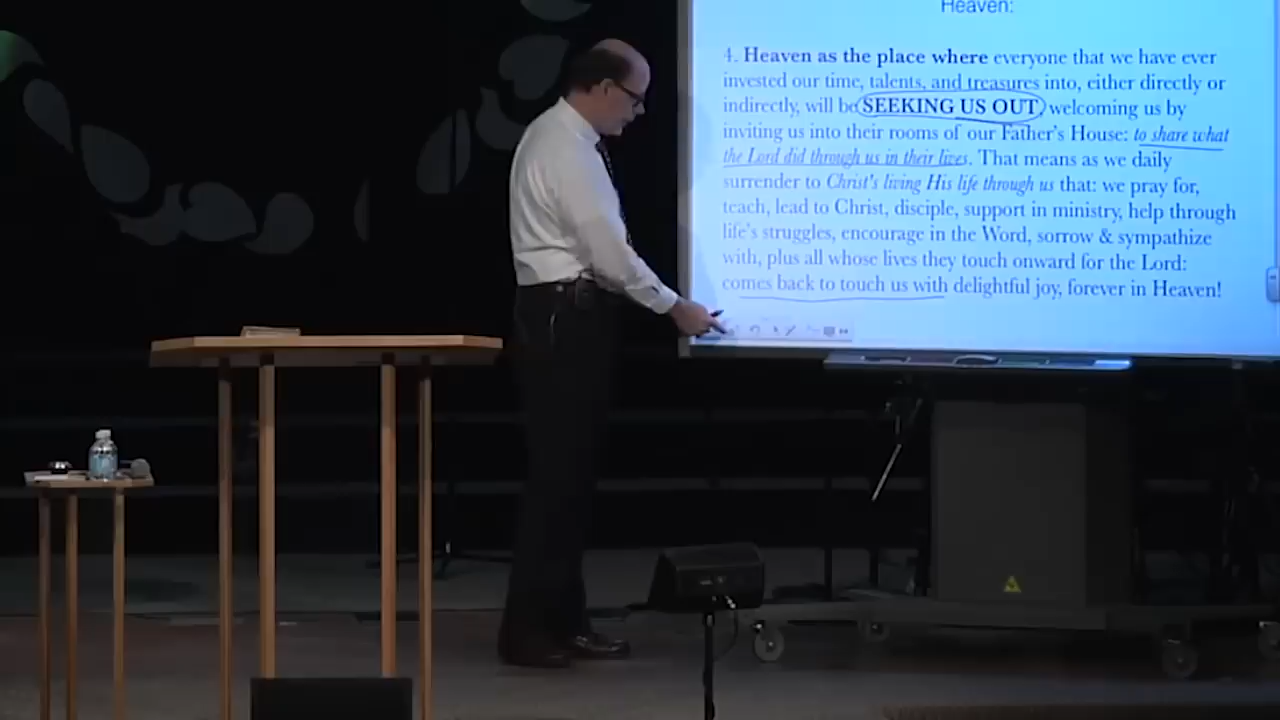 Heaven:
4. Heaven as the place where everyone that we have ever
invested our time, talents, and treasures into, either directly or
indirectly, will be SEEKING US OUT, welcoming us by
inviting us into their rooms of our Father's House: to share what
the Lord did through us in their lives. That means as we daily
surrender to Christ's living His life through us that: we pray for,
teach, lead to Christ, disciple, support in ministry, help through
life's struggles, encourage in the Word, sorrow & sympathize
with, plus all whose lives they touch onward for the Lord:
comes back to touch us with delightful joy, forever in Heaven!